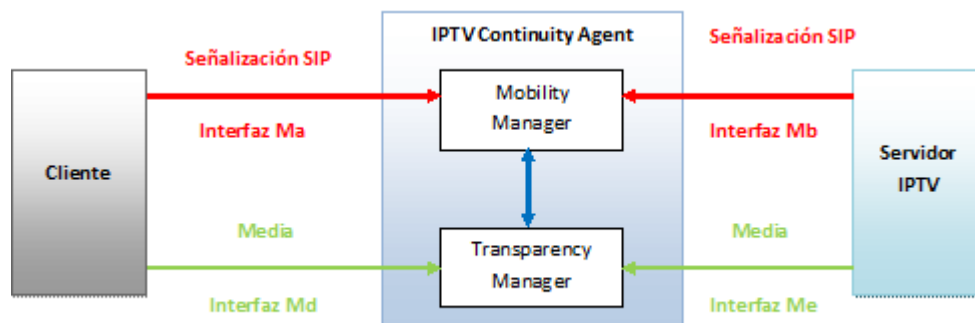 IPTV Continuity Agent
Señalización SIP
Señalización SIP
Mobility
Manager
Interfaz Ma
Interfaz Mb
Cliente
Servidor
IPTV
Media
Media
Transparency
Manager
Interfaz Md
Interfaz Me